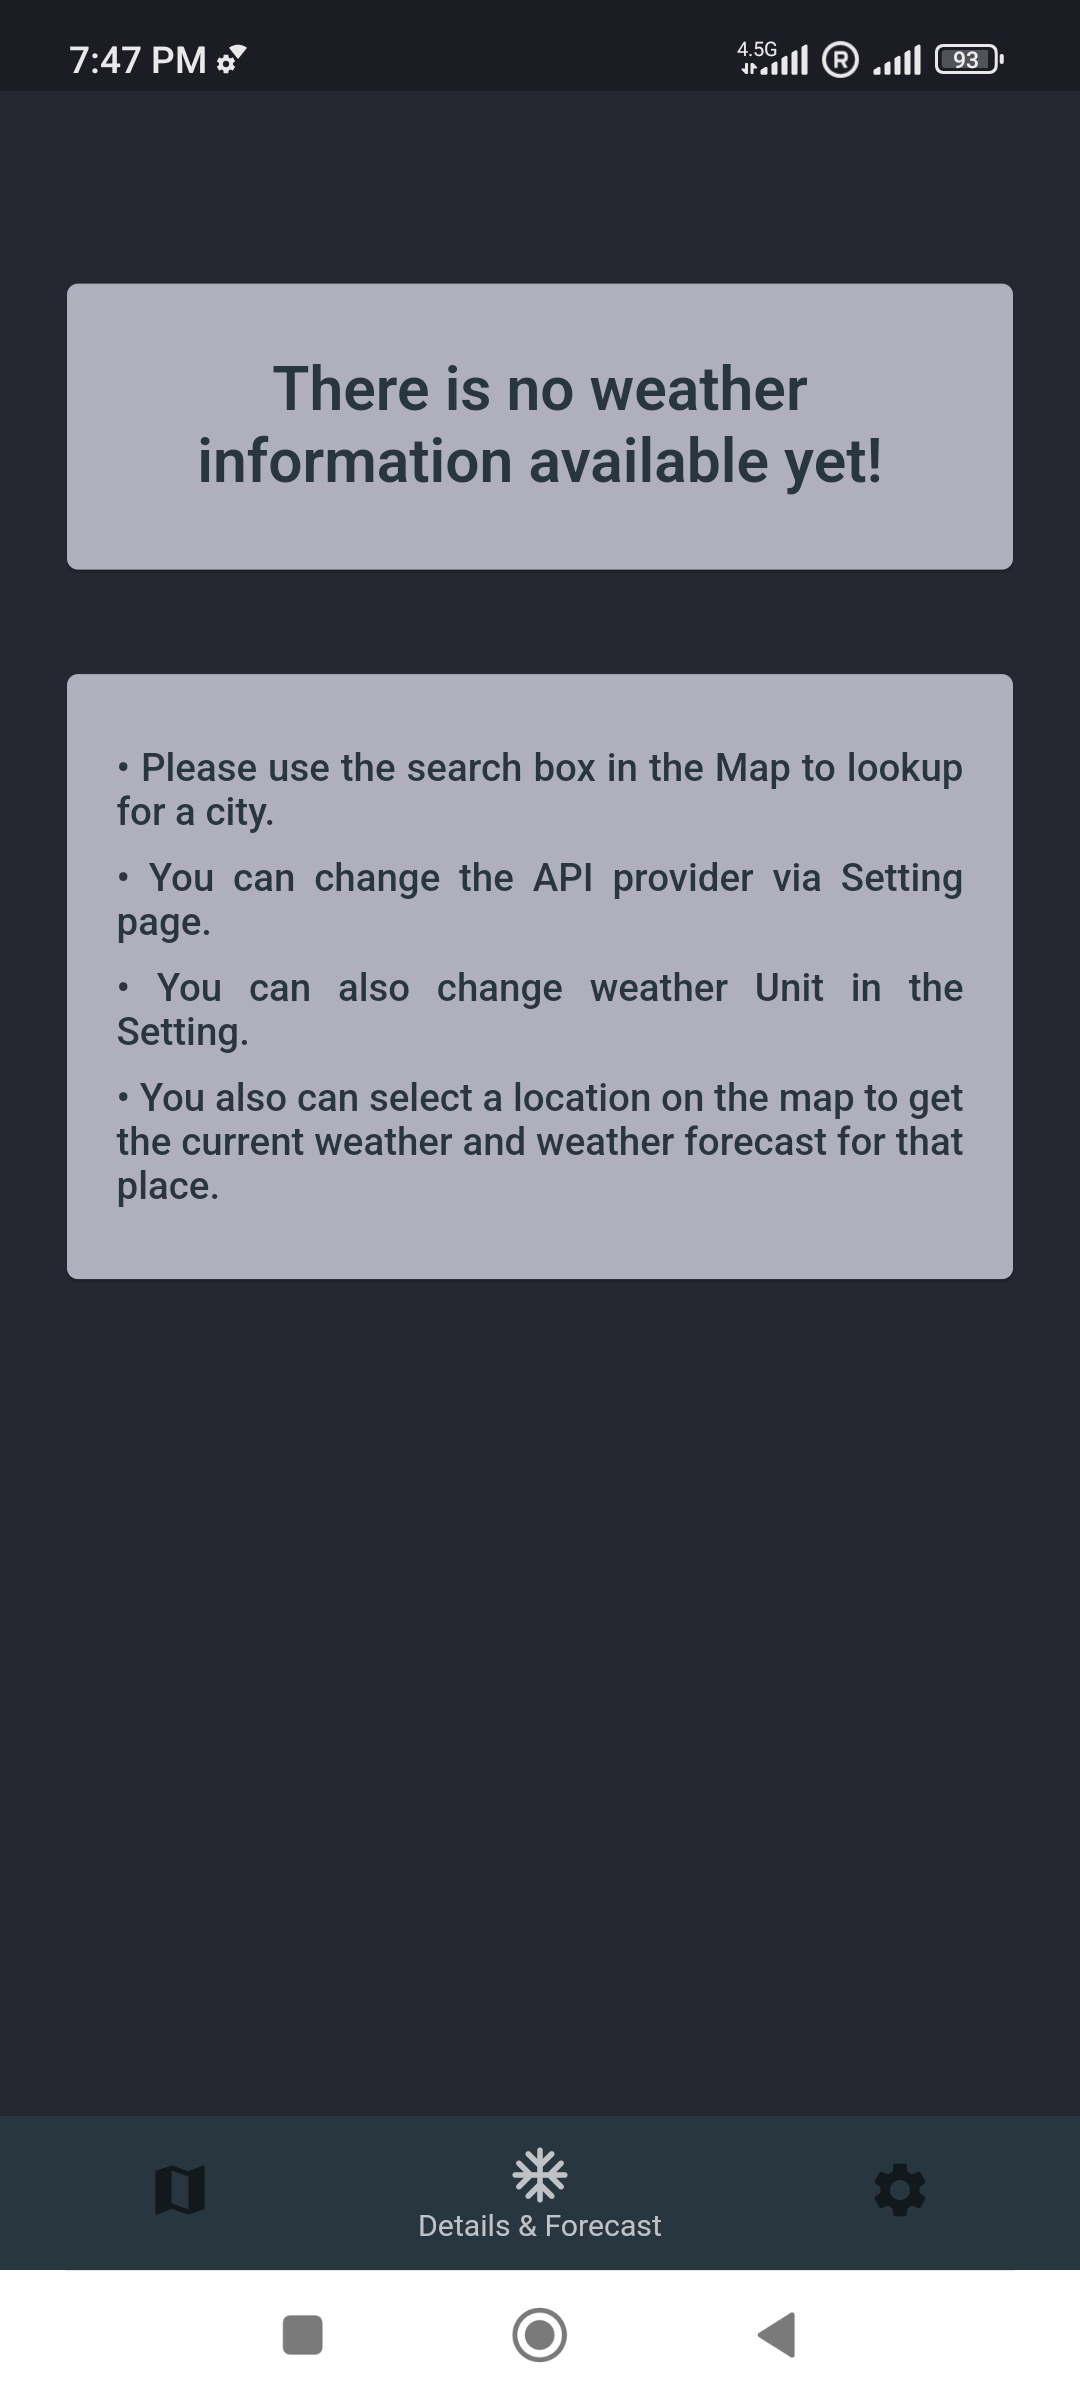 7:47 PM
4.5G
R
93
There is no weather
information available yet!
• Please use the search box in the Map to lookup
for a city.
• You can change the API provider via Setting
page.
• You can also change weather Unit in the
Setting.
• You also can select a location on the map to get
the current weather and weather forecast for that
place.
Details & Forecast